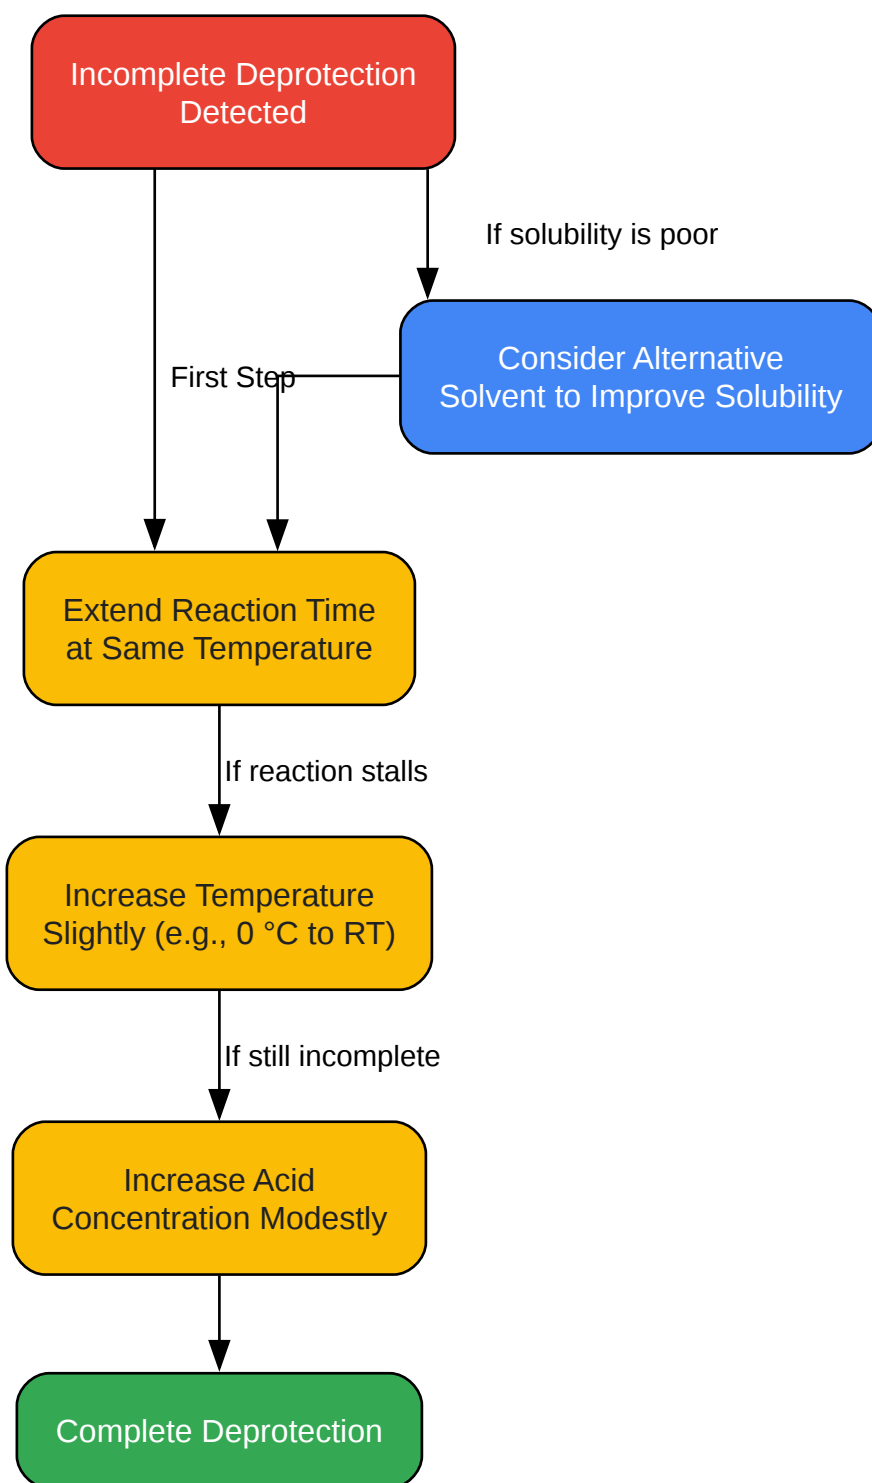 Incomplete Deprotection
Detected
If solubility is poor
Consider Alternative
Solvent to Improve Solubility
First Step
Extend Reaction Time
at Same Temperature
If reaction stalls
Increase Temperature
Slightly (e.g., 0 °C to RT)
If still incomplete
Increase Acid
Concentration Modestly
Complete Deprotection